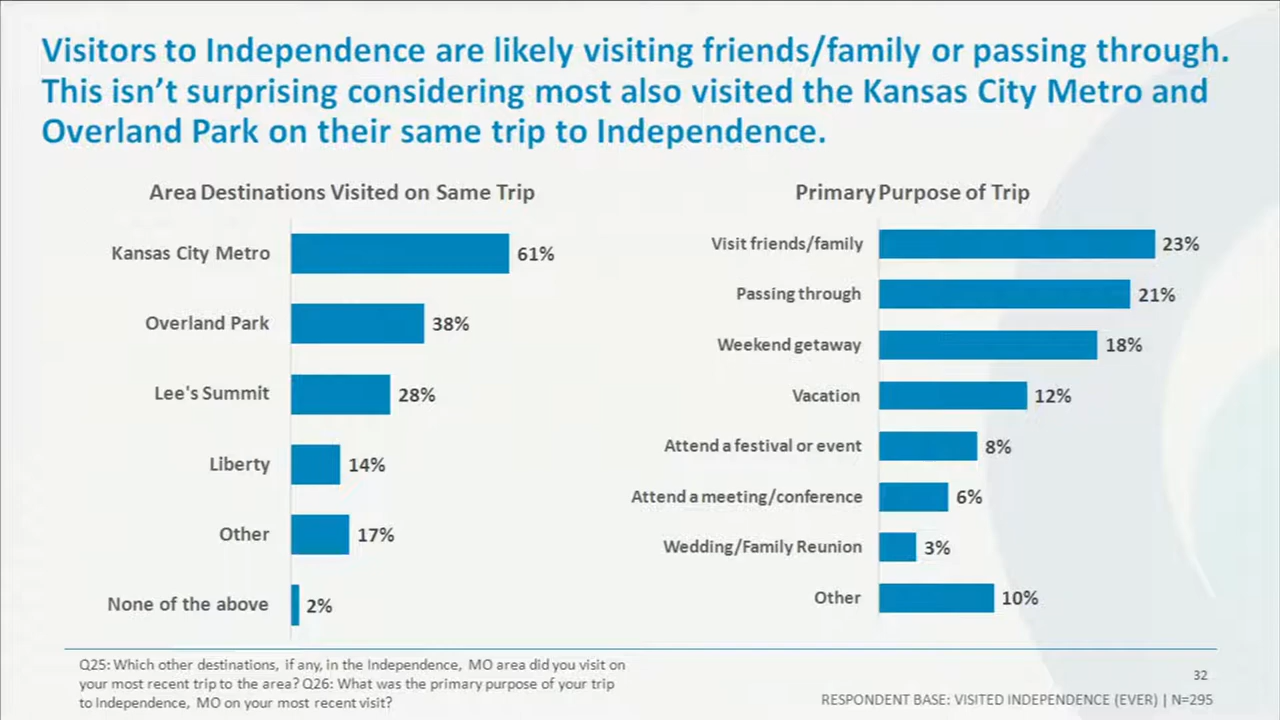 Visitors to Independence are likely visiting friends/family or passing through.
This isn't surprising considering most also visited the Kansas City Metro and
Overland Park on their same trip to Independence.
Area Destinations Visited on Same Trip
Kansas City Metro 61%
Overland Park 38%
Lee's Summit 28%
Liberty 14%
Other 17%
None of the above 2%
Primary Purpose of Trip
Visit friends/family 23%
Passing through 21%
Weekend getaway 18%
Vacation 12%
Attend a festival or event 8%
Attend a meeting/conference 6%
Wedding/Family Reunion 3%
Other 10%
Q25: Which other destinations, if any, in the Independence, MO area did you visit on
your most recent trip to the area? Q26: What was the primary purpose of your trip
to Independence, MO on your most recent visit?
32
RESPONDENT BASE: VISITED INDEPENDENCE (EVER) | N=295